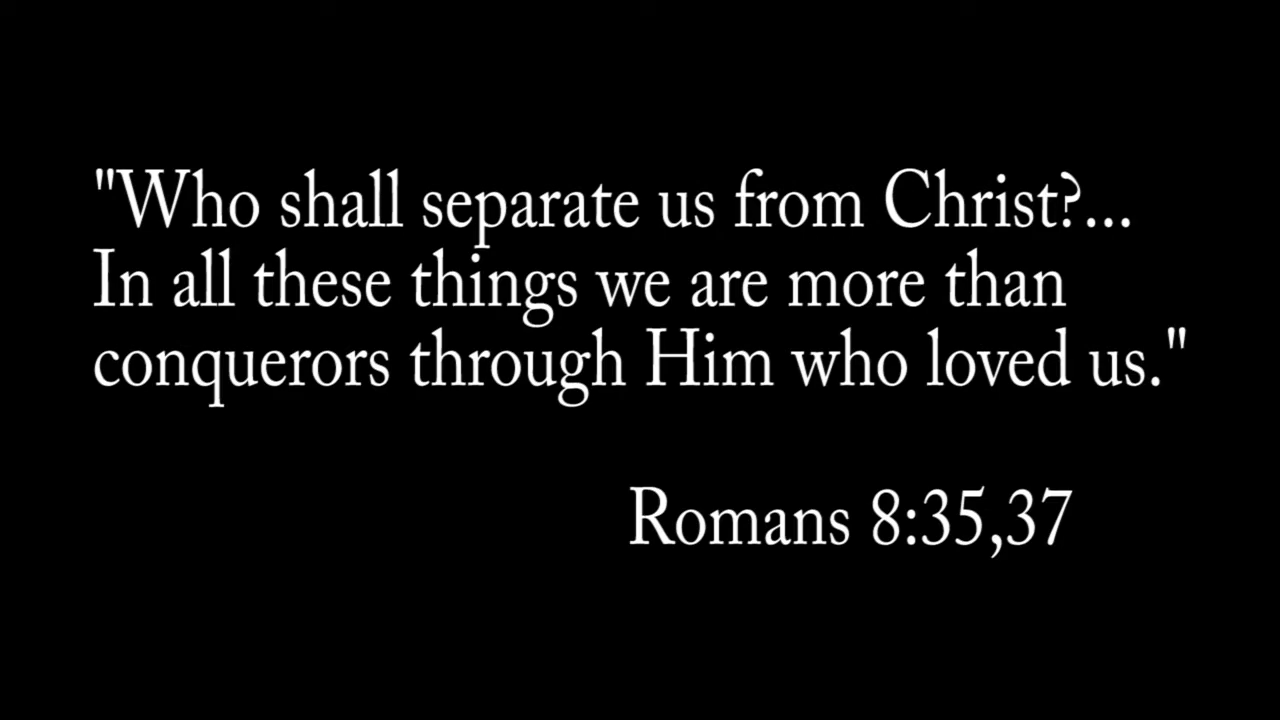 "Who shall separate us from Christ?...
In all these things we are more than
conquerors through Him who loved us."
Romans 8:35,37